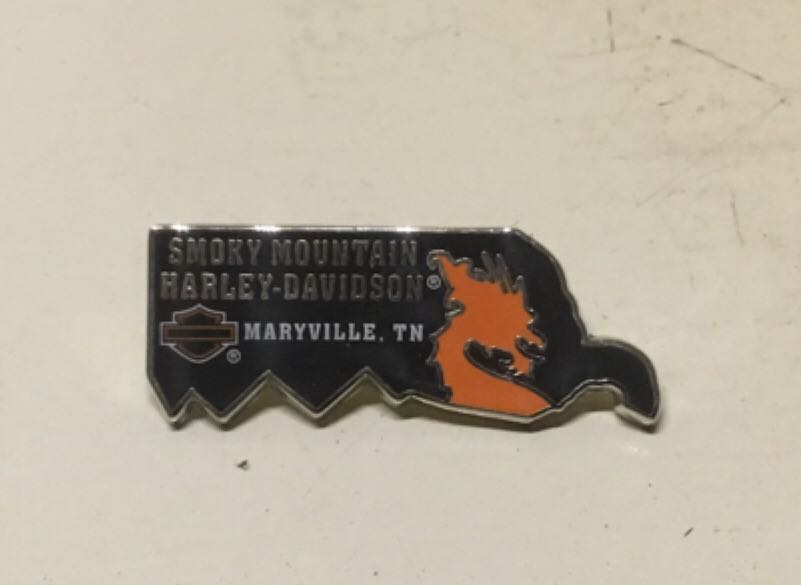 SMOKY MOUNTAIN
HARLEY-DAVIDSON®
® MARYVILLE, TN